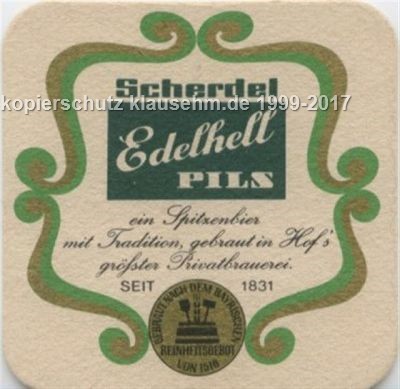 Scherdel
kopierschutz klausehm.de 1999-2017
Edelhell
PILS
ein Spitzenbier
mit Tradition, gebraut in Hof's
größter Privatbrauerei.
SEIT 1831
GEBRAUT NACH DEM BAYRISCHEN
REINHEITSGEBOT
VON 1516